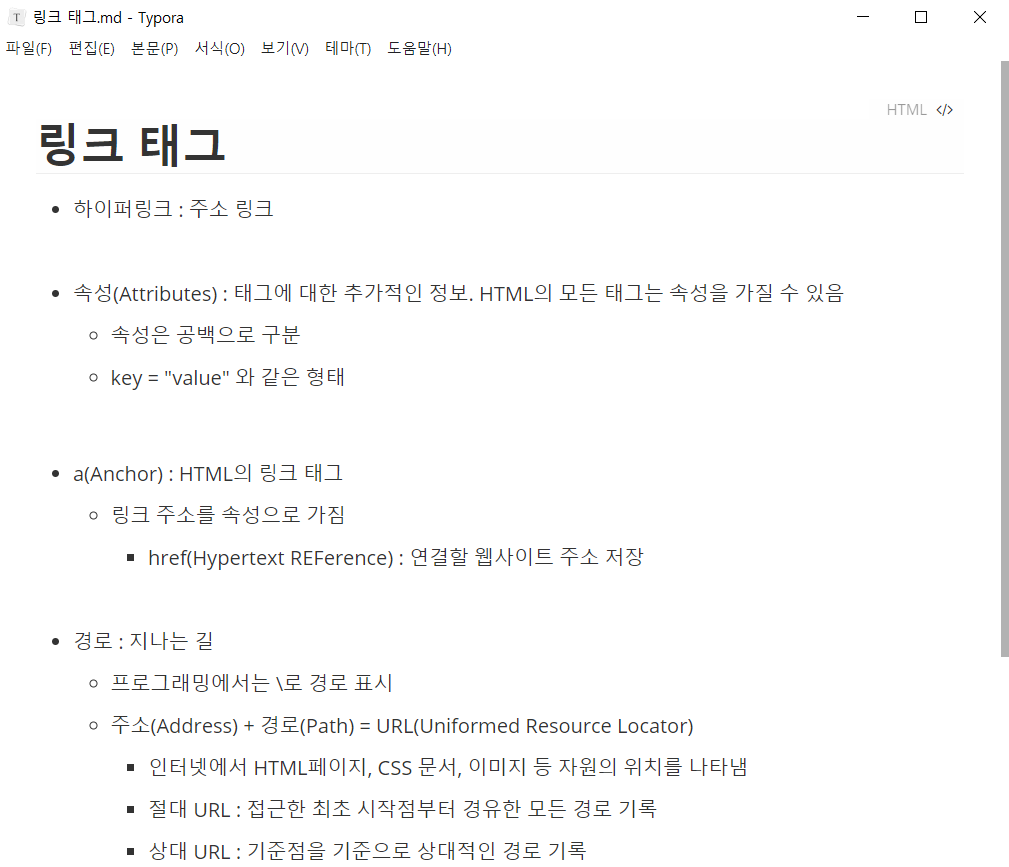 링크 태그.md - Typora
파일(F) 편집(E) 본문(P) 서식(O) 보기(V) 테마(T) 도움말(H)
HTML </>
링크 태그
하이퍼링크 : 주소 링크
속성(Attributes) : 태그에 대한 추가적인 정보. HTML의 모든 태그는 속성을 가질 수 있음
속성은 공백으로 구분
key = "value" 와 같은 형태
a(Anchor) : HTML의 링크 태그
링크 주소를 속성으로 가짐
href(Hypertext REFerence) : 연결할 웹사이트 주소 저장
경로 : 지나는 길
프로그래밍에서는 \로 경로 표시
주소(Address) + 경로(Path) = URL(Uniformed Resource Locator)
인터넷에서 HTML페이지, CSS 문서, 이미지 등 자원의 위치를 나타냄
절대 URL : 접근한 최초 시작점부터 경유한 모든 경로 기록
상대 URL : 기준점을 기준으로 상대적인 경로 기록